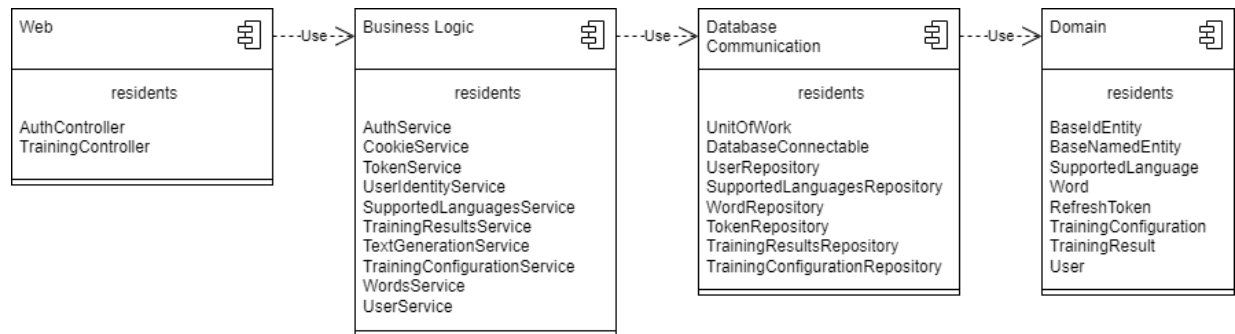 Web
Use
Business Logic
Use
Database
Communication
Use
Domain
residents
AuthController
TrainingController
residents
AuthService
CookieService
TokenService
UserIdentityService
SupportedLanguagesService
TrainingResultsService
TextGenerationService
TrainingConfigurationService
WordsService
UserService
residents
UnitOfWork
DatabaseConnectable
UserRepository
SupportedLanguagesRepository
WordRepository
TokenRepository
TrainingResultsRepository
TrainingConfigurationRepository
residents
BaseIdEntity
BaseNamedEntity
SupportedLanguage
Word
RefreshToken
TrainingConfiguration
TrainingResult
User